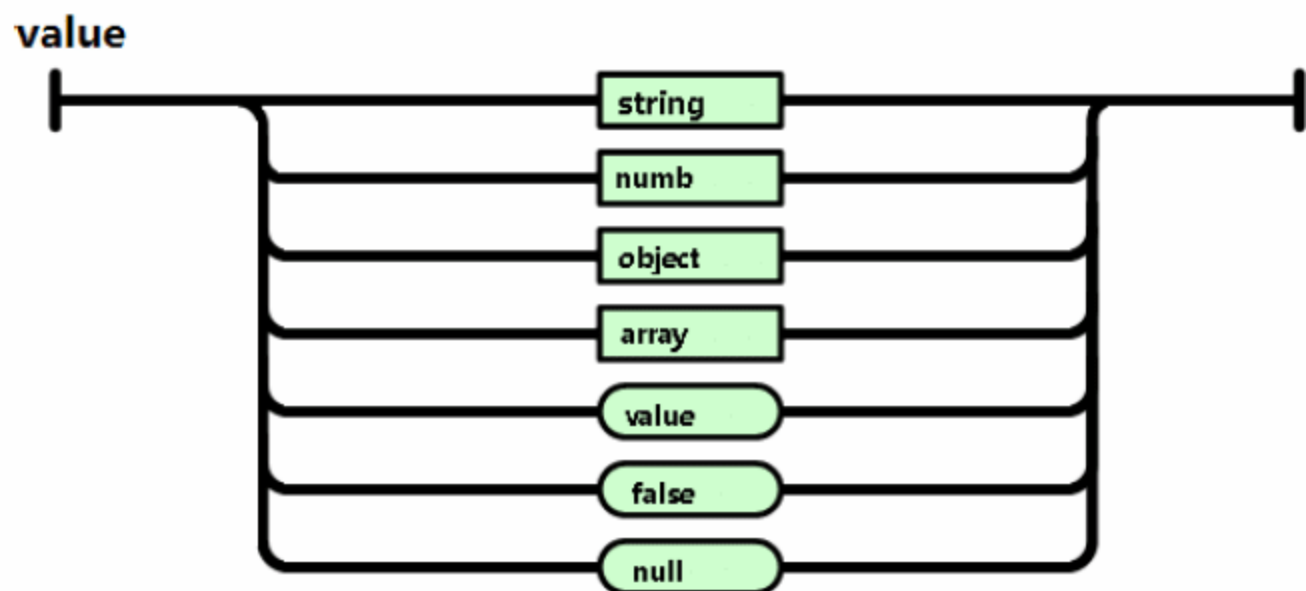 value
string
numb
object
array
value
false
null